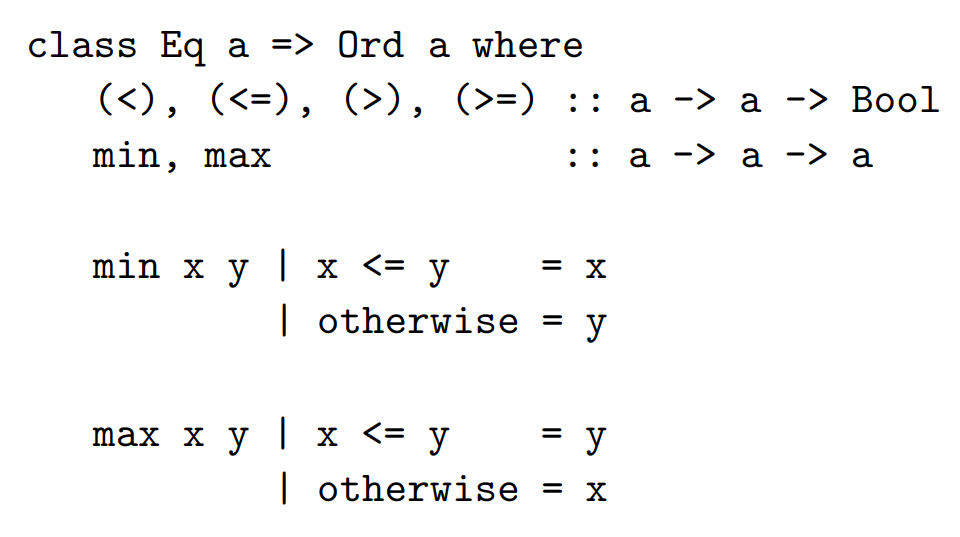 class Eq a => Ord a where
(<), (<=), (>), (>=) :: a -> a -> Bool
min, max :: a -> a -> a
min x y | x <= y = x
| otherwise = y
max x y | x <= y = y
| otherwise = x